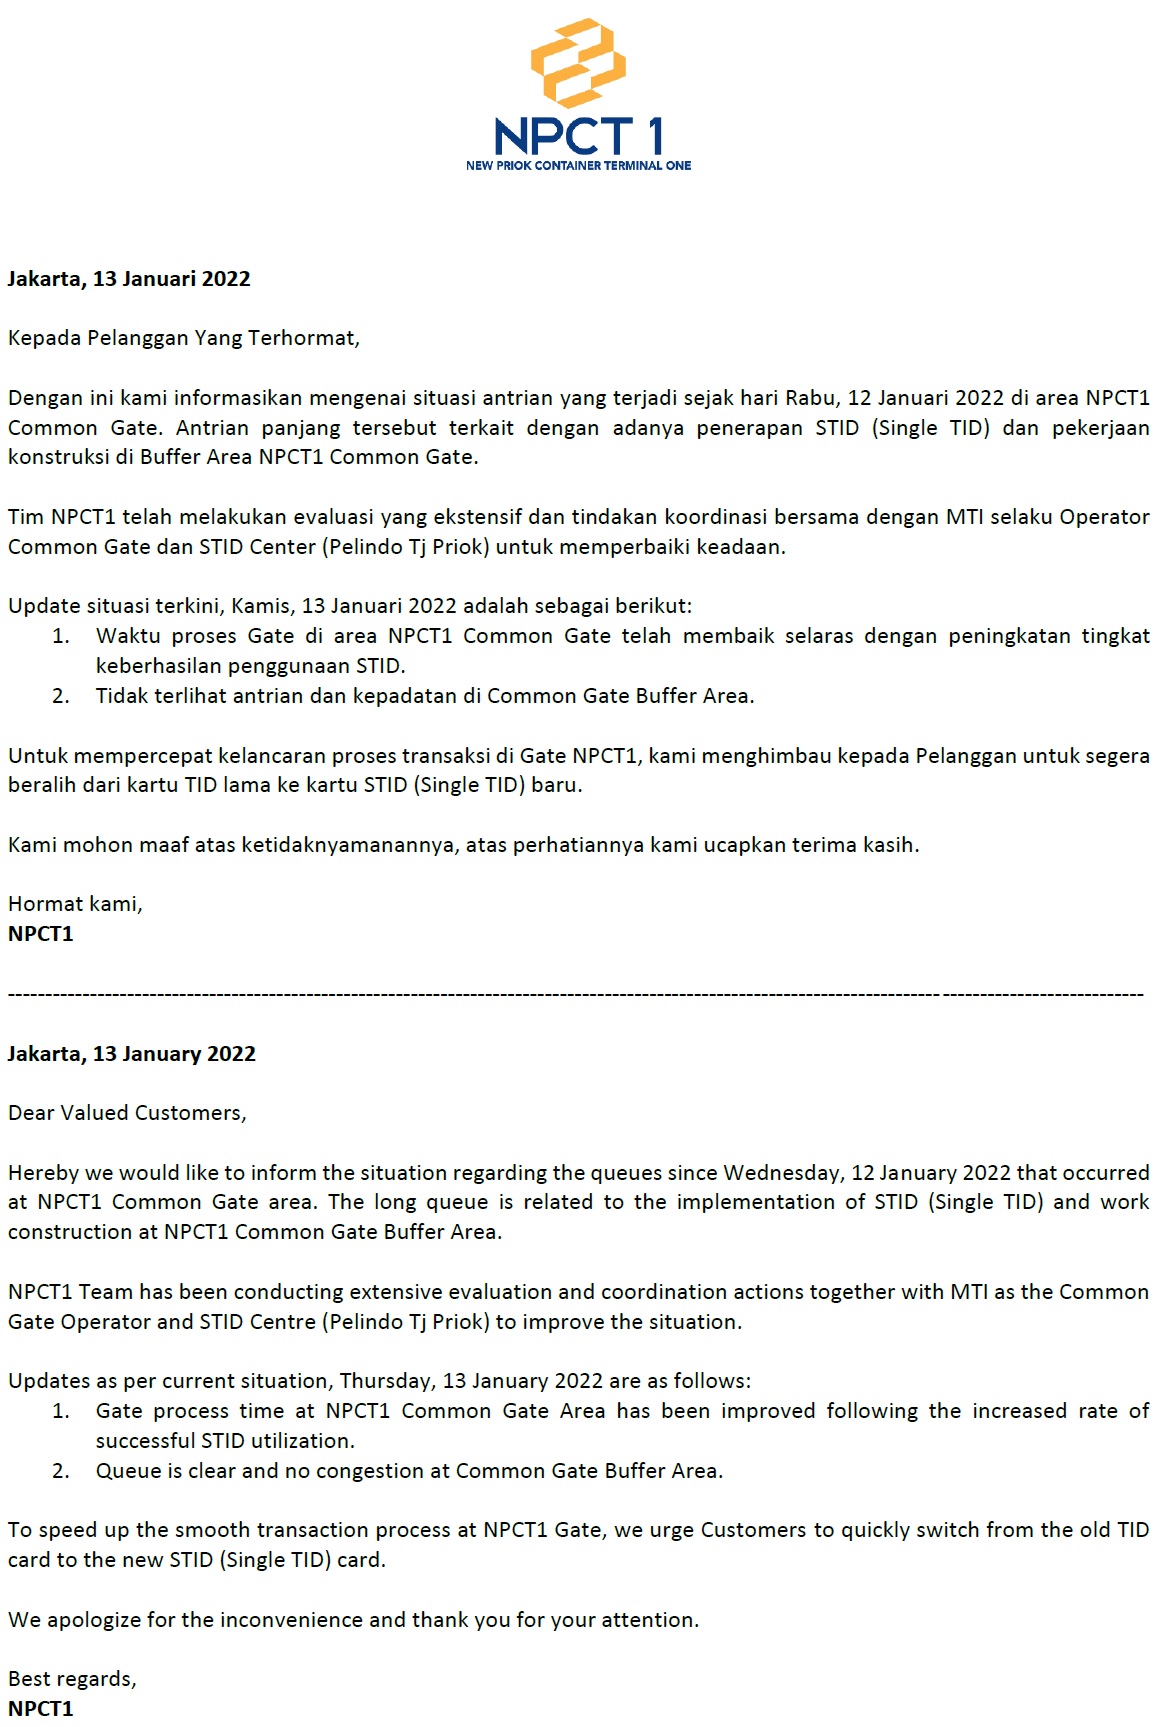 NPCT 1
NEW PRIOK CONTAINER TERMINAL ONE
Jakarta, 13 Januari 2022
Kepada Pelanggan Yang Terhormat,
Dengan ini kami informasikan mengenai situasi antrian yang terjadi sejak hari Rabu, 12 Januari 2022 di area NPCT1
Common Gate. Antrian panjang tersebut terkait dengan adanya penerapan STID (Single TID) dan pekerjaan
konstruksi di Buffer Area NPCT1 Common Gate.
Tim NPCT1 telah melakukan evaluasi yang ekstensif dan tindakan koordinasi bersama dengan MTI selaku Operator
Common Gate dan STID Center (Pelindo Tj Priok) untuk memperbaiki keadaan.
Update situasi terkini, Kamis, 13 Januari 2022 adalah sebagai berikut:
1. Waktu proses Gate di area NPCT1 Common Gate telah membaik selaras dengan peningkatan tingkat
keberhasilan penggunaan STID.
2. Tidak terlihat antrian dan kepadatan di Common Gate Buffer Area.
Untuk mempercepat kelancaran proses transaksi di Gate NPCT1, kami menghimbau kepada Pelanggan untuk segera
beralih dari kartu TID lama ke kartu STID (Single TID) baru.
Kami mohon maaf atas ketidaknyamanannya, atas perhatiannya kami ucapkan terima kasih.
Hormat kami,
NPCT1
Jakarta, 13 January 2022
Dear Valued Customers,
Hereby we would like to inform the situation regarding the queues since Wednesday, 12 January 2022 that occurred
at NPCT1 Common Gate area. The long queue is related to the implementation of STID (Single TID) and work
construction at NPCT1 Common Gate Buffer Area.
NPCT1 Team has been conducting extensive evaluation and coordination actions together with MTI as the Common
Gate Operator and STID Centre (Pelindo Tj Priok) to improve the situation.
Updates as per current situation, Thursday, 13 January 2022 are as follows:
1. Gate process time at NPCT1 Common Gate Area has been improved following the increased rate of
successful STID utilization.
2. Queue is clear and no congestion at Common Gate Buffer Area.
To speed up the smooth transaction process at NPCT1 Gate, we urge Customers to quickly switch from the old TID
card to the new STID (Single TID) card.
We apologize for the inconvenience and thank you for your attention.
Best regards,
NPCT1